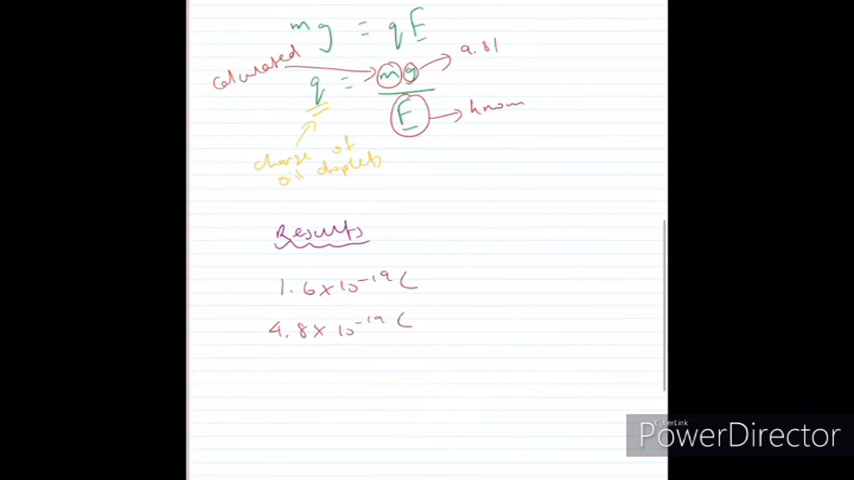 mg = qE
calculated
q = mg
9.81
E
known
charge of
oil droplets
Results
1.6×10⁻¹⁹ C
4.8×10⁻¹⁹ C
CyberLink
PowerDirector